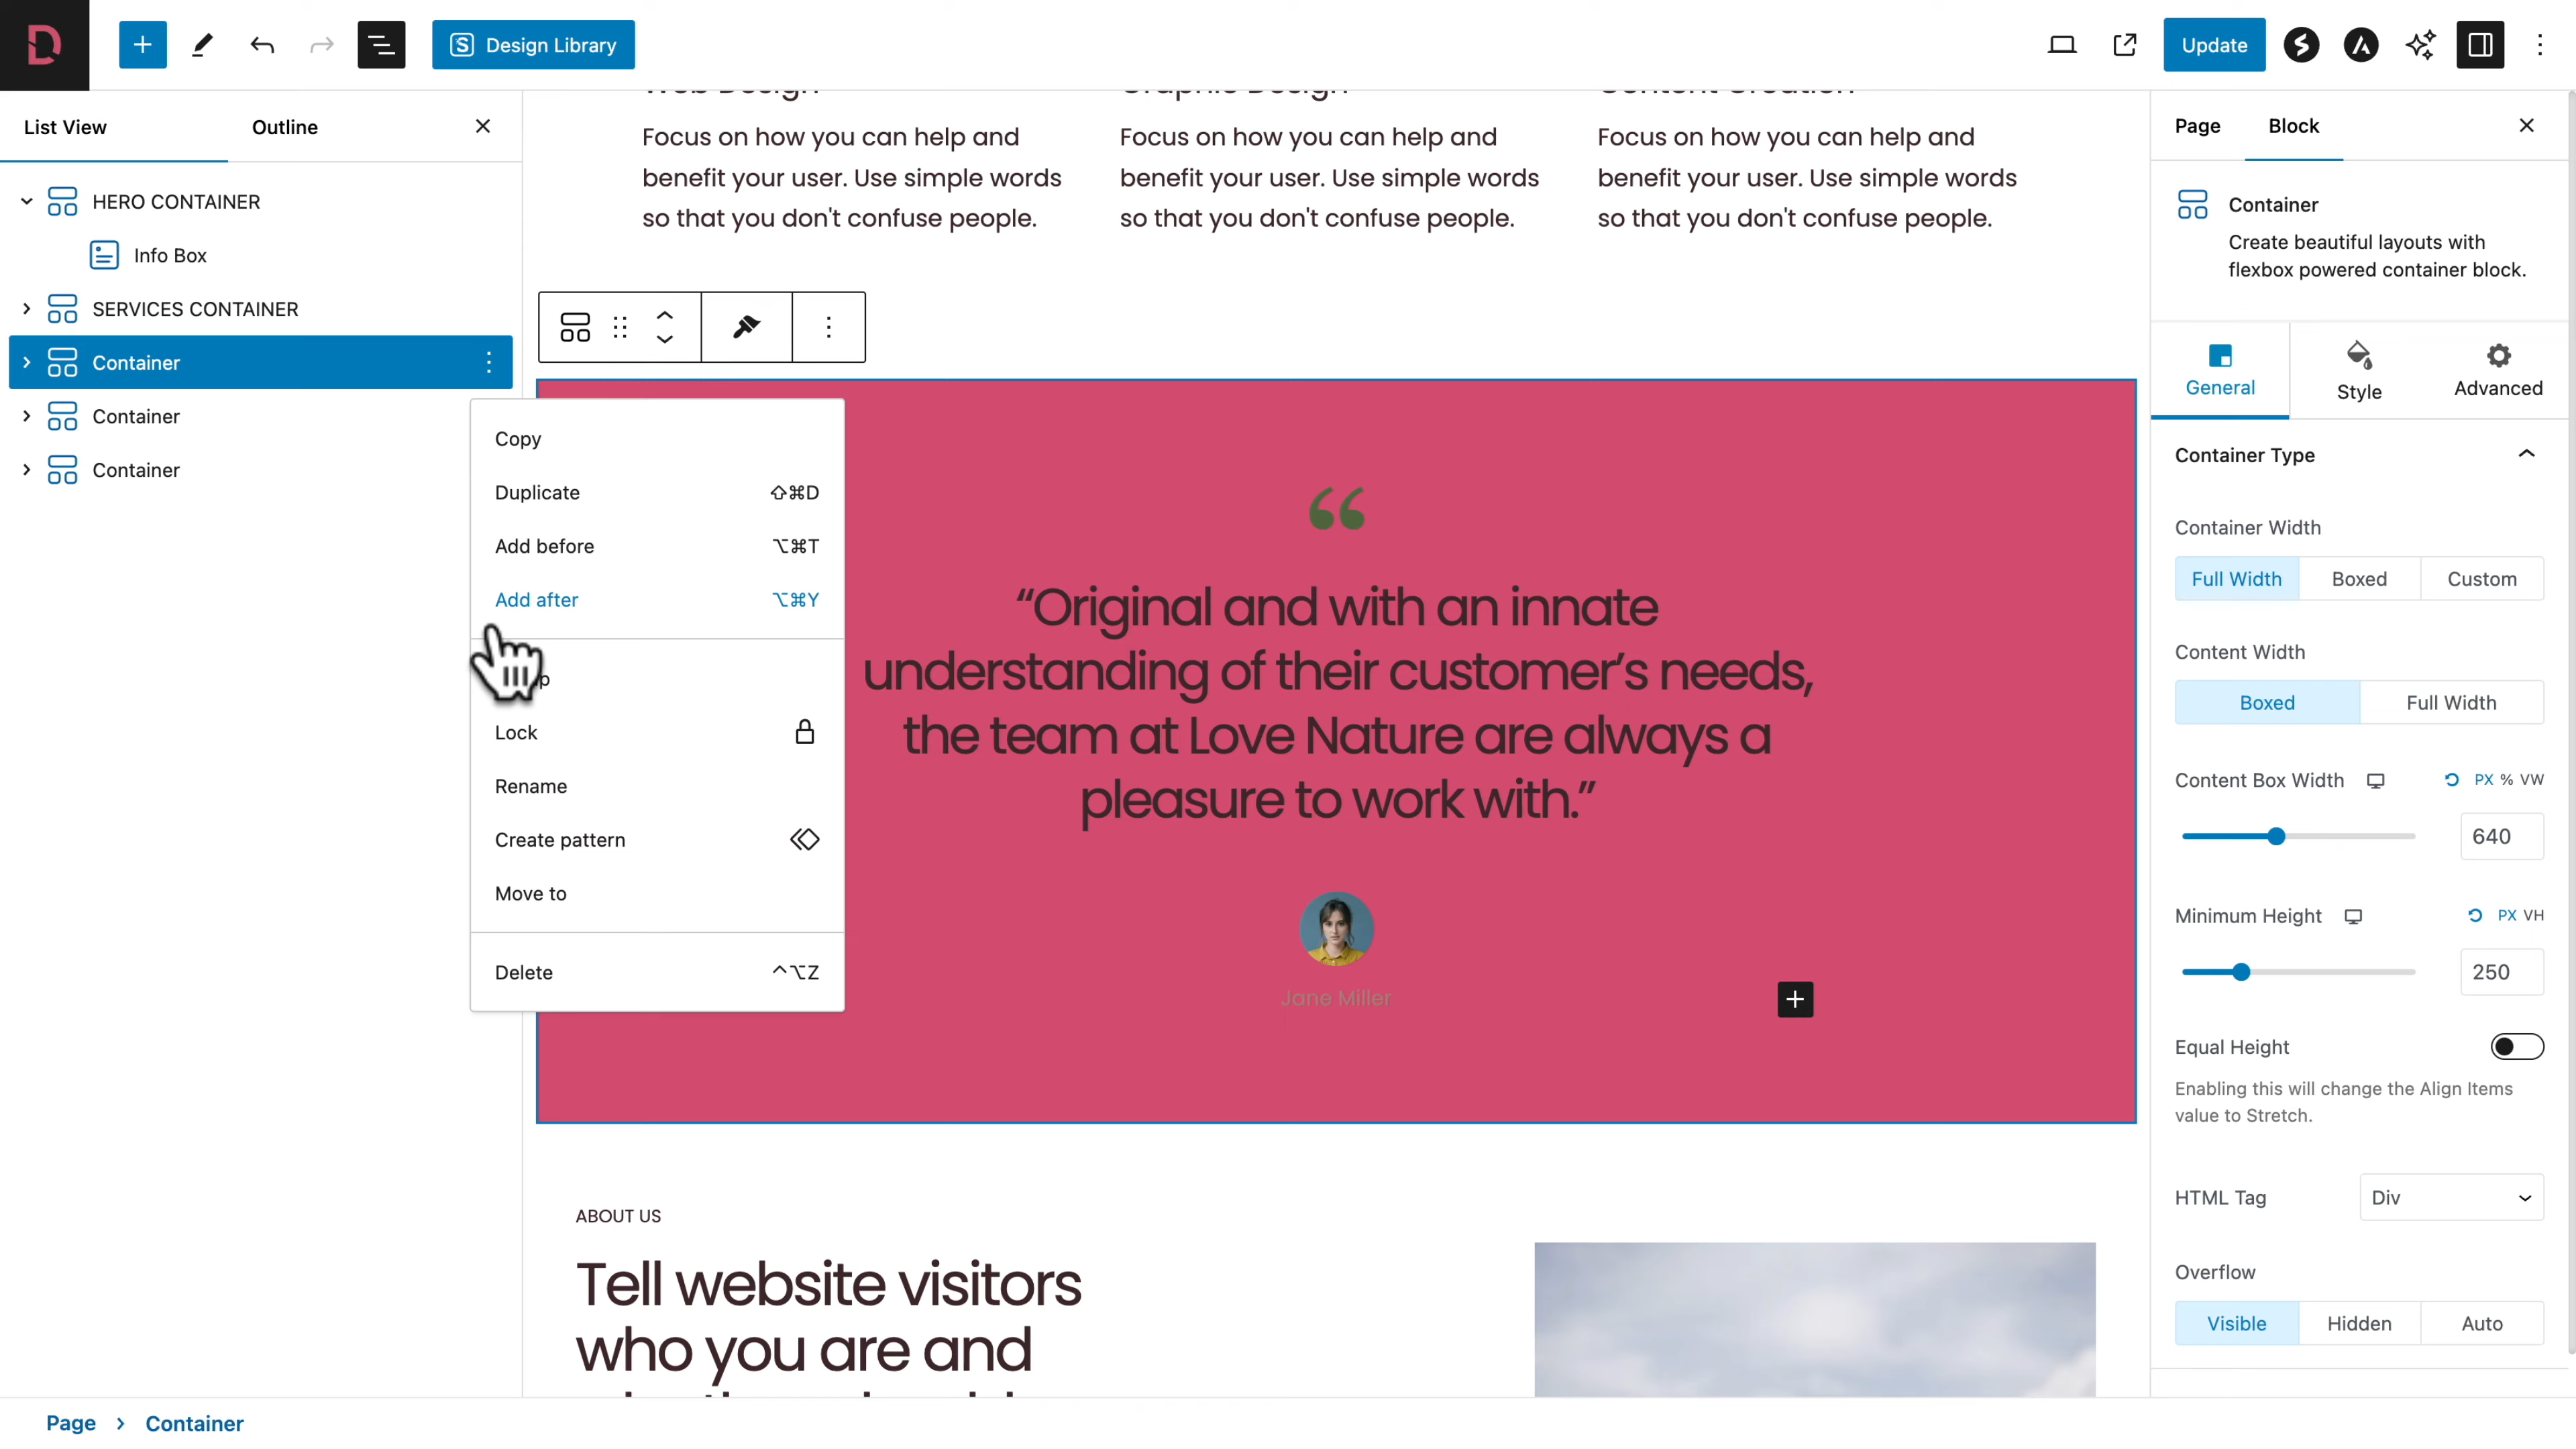 Design Library
Update
List View
Outline
HERO CONTAINER
Info Box
SERVICES CONTAINER
Container
Container
Container
Copy
Duplicate ⇧⌘D
Add before ⌥⌘T
Add after ⌥⌘Y
Lock
Rename
Create pattern
Move to
Delete ^⌥Z
Web Design
Focus on how you can help and
benefit your user. Use simple words
so that you don't confuse people.
Graphic Design
Focus on how you can help and
benefit your user. Use simple words
so that you don't confuse people.
Content Creation
Focus on how you can help and
benefit your user. Use simple words
so that you don't confuse people.
“Original and with an innate
understanding of their customer’s needs,
the team at Love Nature are always a
pleasure to work with.”
Jane Miller
ABOUT US
Tell website visitors
who you are and
Page
Block
Container
Create beautiful layouts with
flexbox powered container block.
General
Style
Advanced
Container Type
Container Width
Full Width Boxed Custom
Content Width
Boxed Full Width
Content Box Width PX % VW
640
Minimum Height PX VH
250
Equal Height
Enabling this will change the Align Items
value to Stretch.
HTML Tag Div
Overflow
Visible Hidden Auto
Page › Container